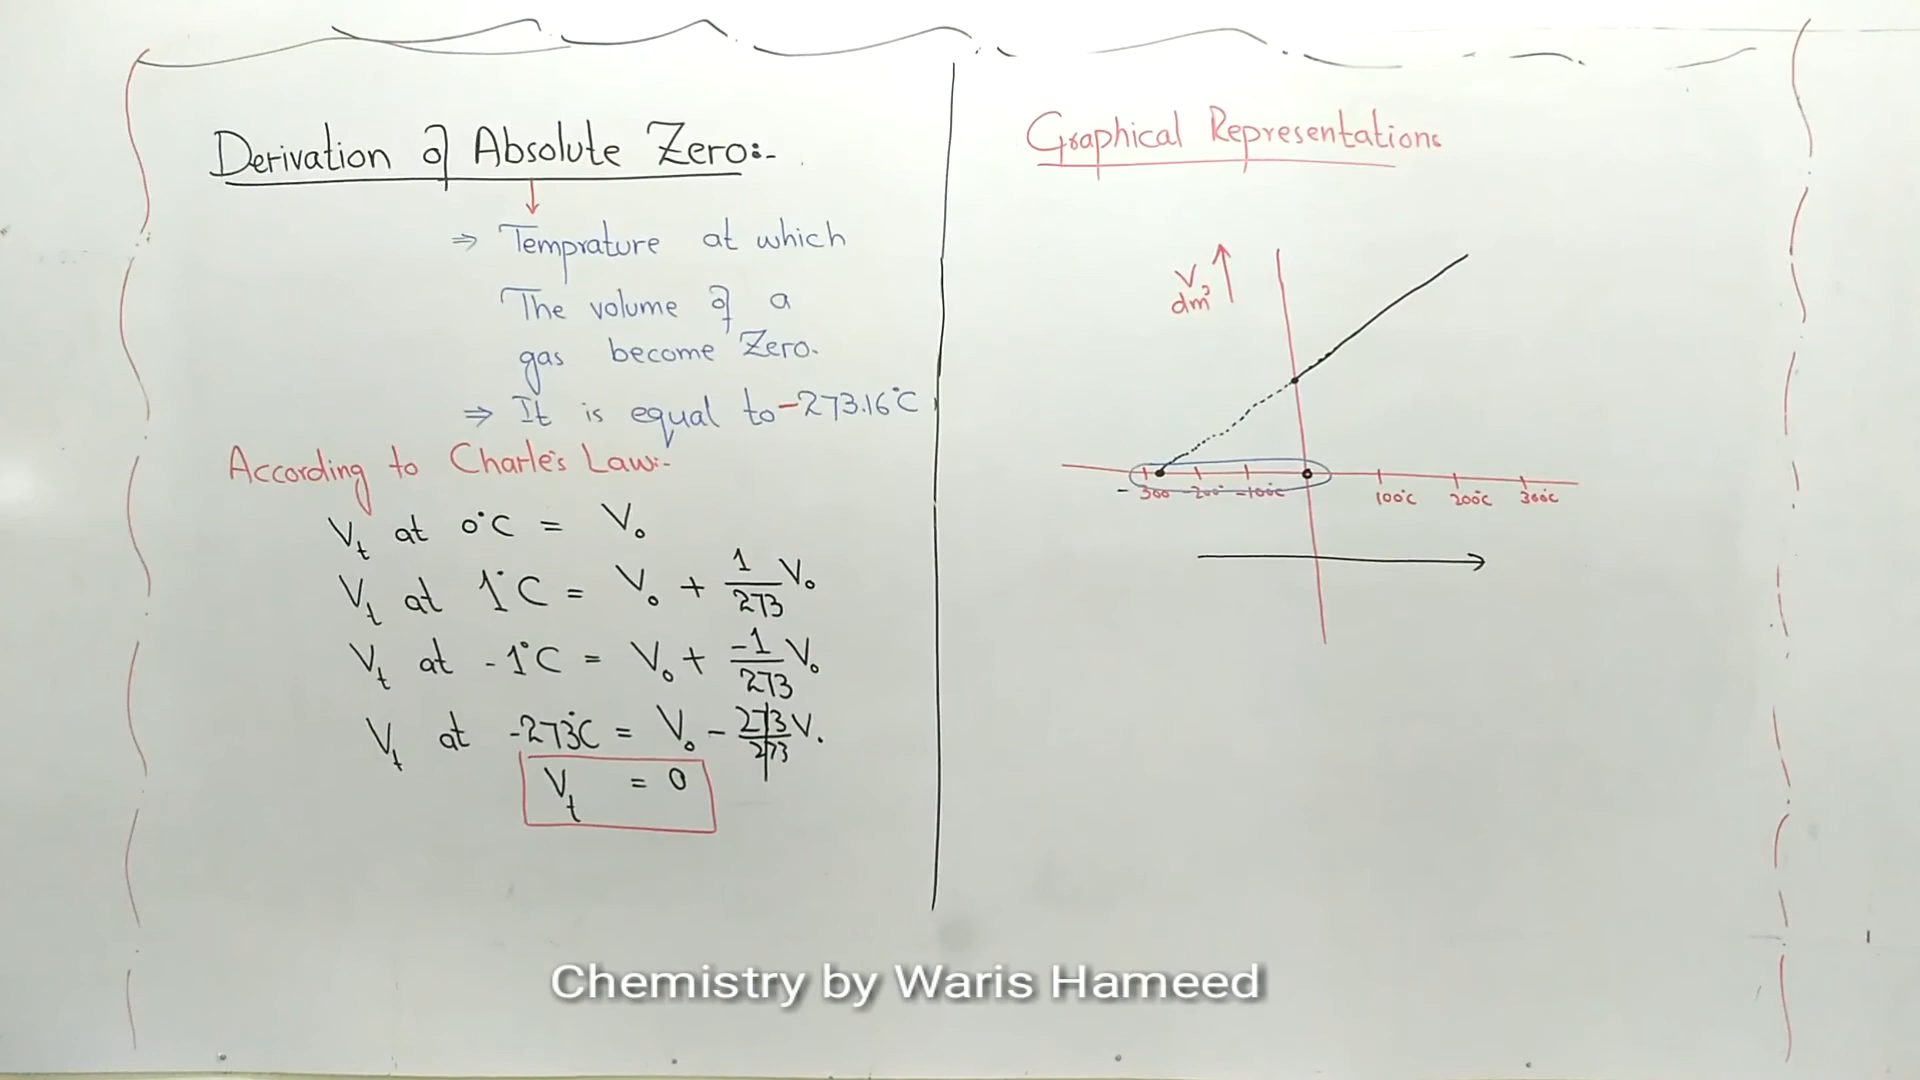 Derivation of Absolute Zero:-
⇒ Temprature at which
The volume of a
gas become Zero.
⇒ It is equal to -273.16°C
According to Charle's Law:-
Vt at 0°C = V₀
Vt at 1°C = V₀ + 1/273 V₀
Vt at -1°C = V₀ + -1/273 V₀
Vt at -273°C = V₀ - 273/273 V₀
Vt = 0
Graphical Representations
V
dm³
-300 -200° -100°C 100°C 200°C 300°C
Chemistry by Waris Hameed